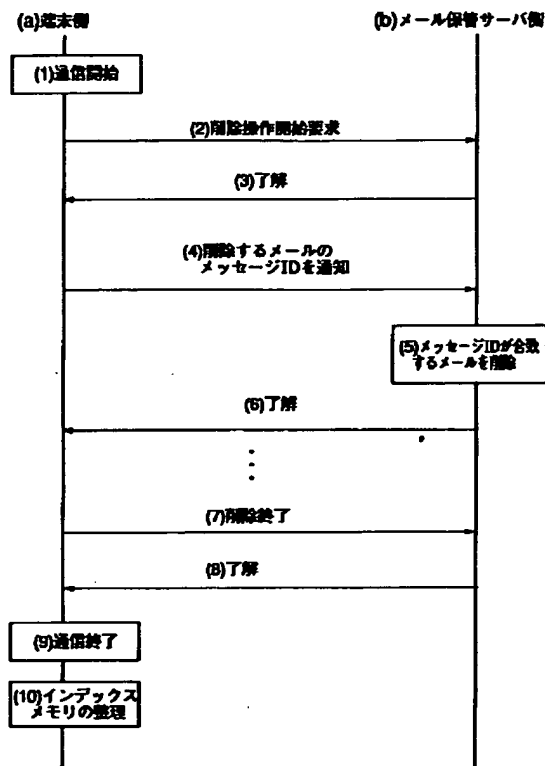 (a)端末側
(b)メール保管サーバ側
(1)通信開始
(2)削除操作開始要求
(3)了解
(4)削除するメールの
メッセージIDを通知
(5)メッセージIDが合致
するメールを削除
(6)了解
(7)削除終了
(8)了解
(9)通信終了
(10)インデックス
メモリの整理